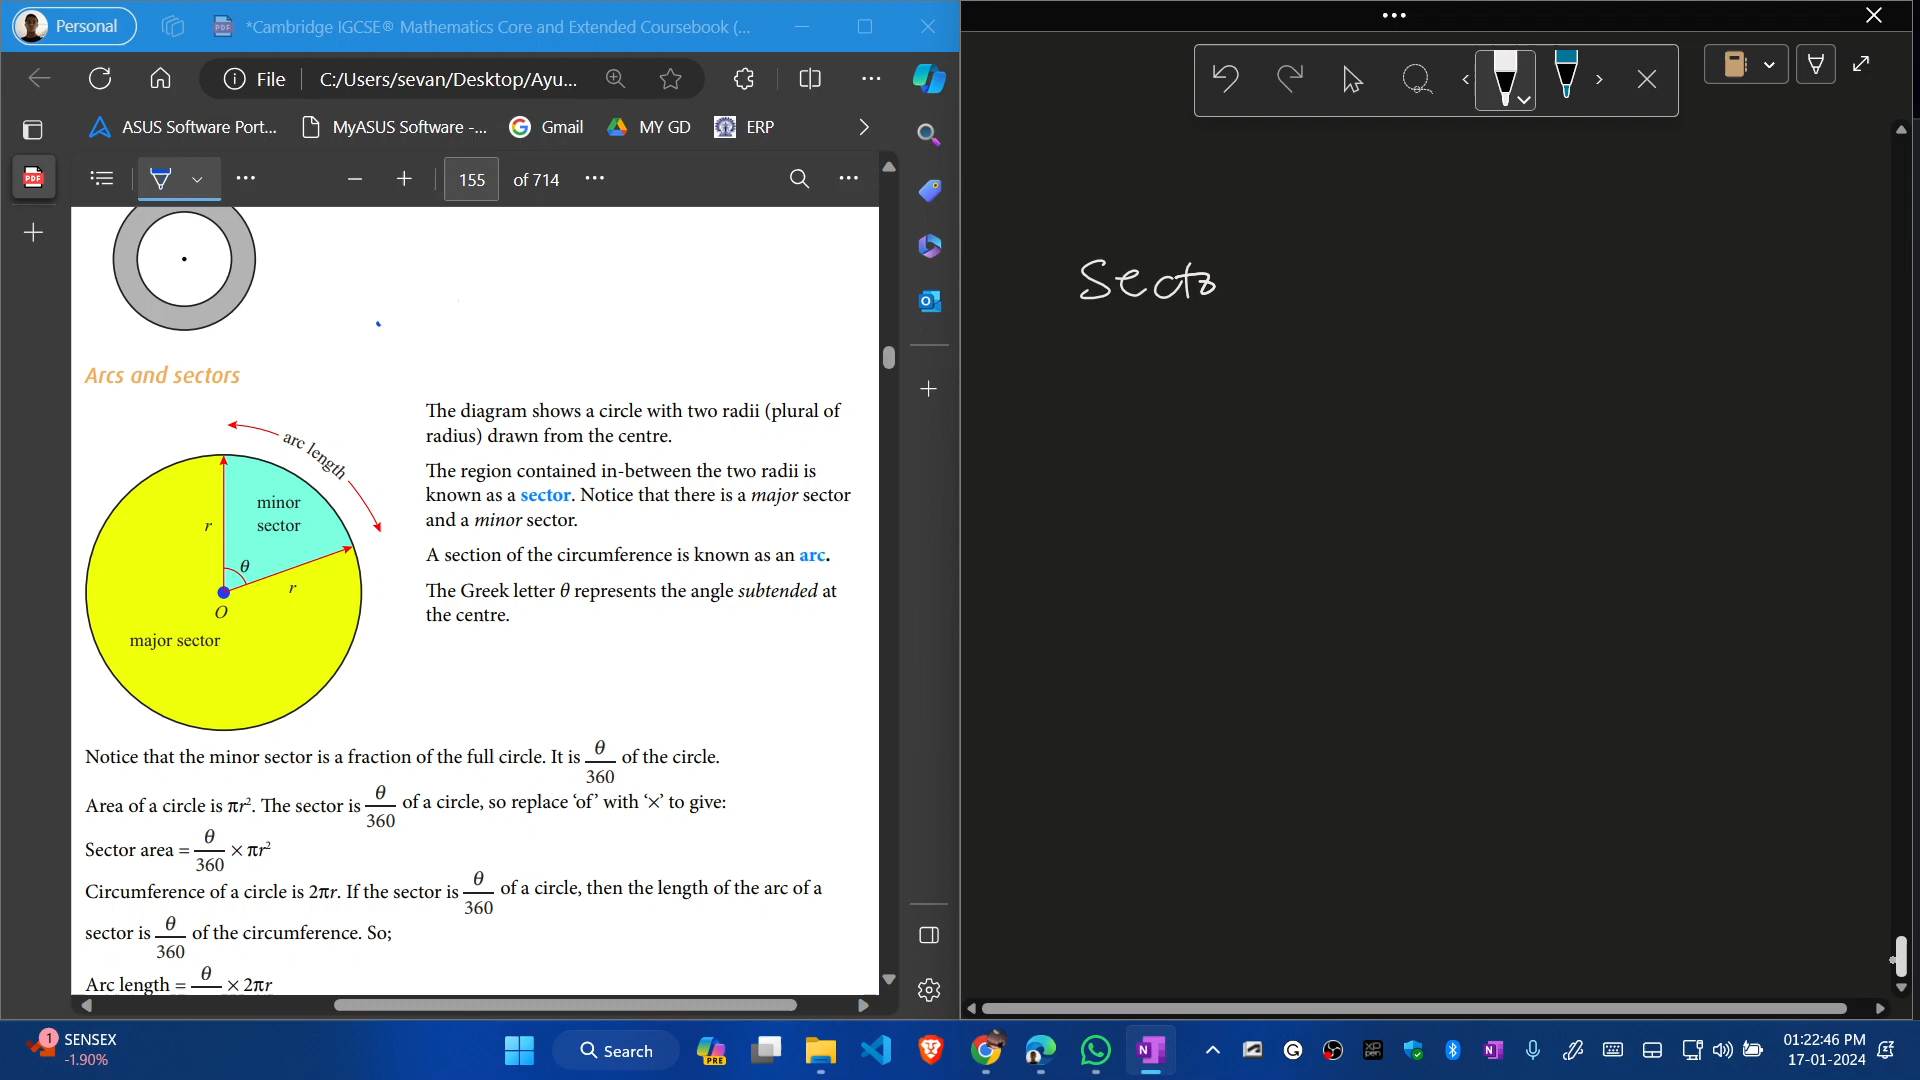 Personal
*Cambridge IGCSE® Mathematics Core and Extended Coursebook (...
File
C:/Users/sevan/Desktop/Ayu...
ASUS Software Port...
MyASUS Software -...
Gmail
MY GD
ERP
PDF
155 of 714
Secto
Arcs and sectors
arc length
minor
sector
r
θ
r
O
major sector
The diagram shows a circle with two radii (plural of
radius) drawn from the centre.
The region contained in-between the two radii is
known as a sector. Notice that there is a major sector
and a minor sector.
A section of the circumference is known as an arc.
The Greek letter θ represents the angle subtended at
the centre.
Notice that the minor sector is a fraction of the full circle. It is θ/360 of the circle.
Area of a circle is πr². The sector is θ/360 of a circle, so replace ‘of’ with ‘×’ to give:
Sector area = θ/360 × πr²
Circumference of a circle is 2πr. If the sector is θ/360 of a circle, then the length of the arc of a
sector is θ/360 of the circumference. So;
Arc length = θ × 2πr
1
SENSEX
-1.90%
Search
PRE
01:22:46 PM
17-01-2024